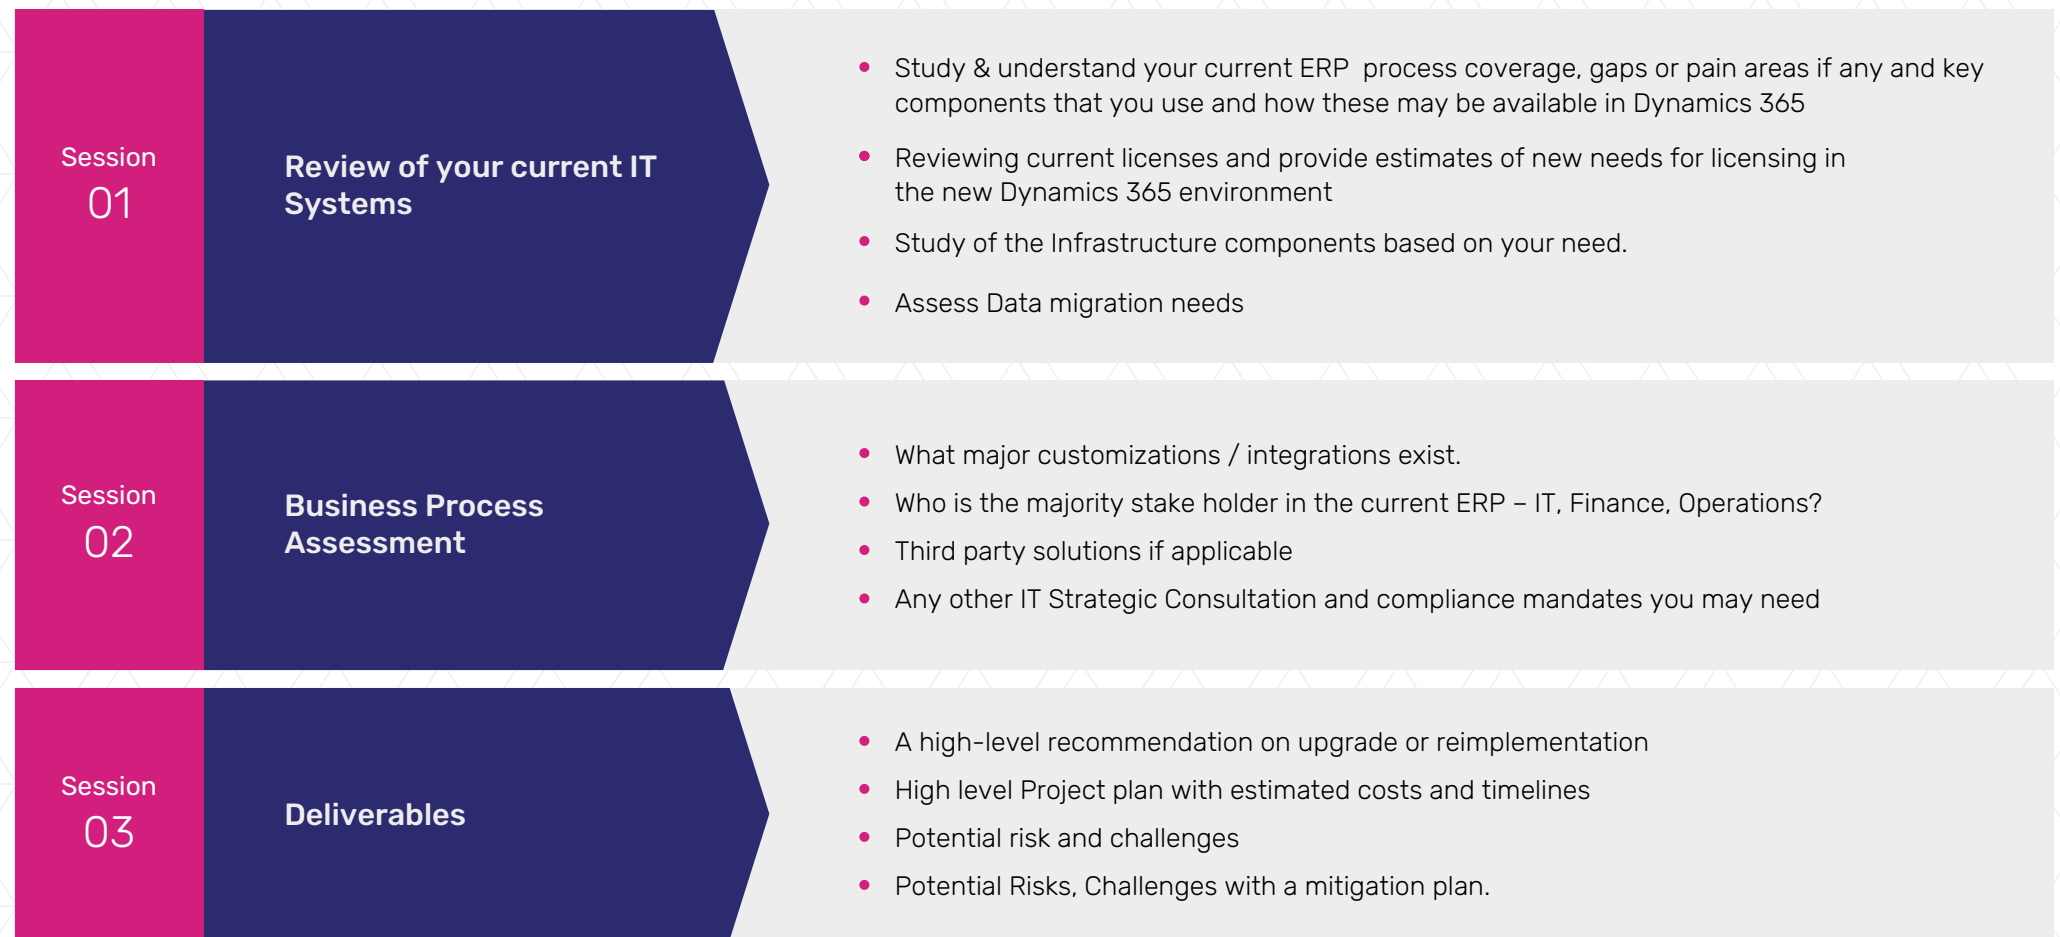 Session
01
Review of your current IT
Systems
• Study & understand your current ERP process coverage, gaps or pain areas if any and key
components that you use and how these may be available in Dynamics 365
• Reviewing current licenses and provide estimates of new needs for licensing in
the new Dynamics 365 environment
• Study of the Infrastructure components based on your need.
• Assess Data migration needs
Session
02
Business Process
Assessment
• What major customizations / integrations exist.
• Who is the majority stake holder in the current ERP – IT, Finance, Operations?
• Third party solutions if applicable
• Any other IT Strategic Consultation and compliance mandates you may need
Session
03
Deliverables
• A high-level recommendation on upgrade or reimplementation
• High level Project plan with estimated costs and timelines
• Potential risk and challenges
• Potential Risks, Challenges with a mitigation plan.